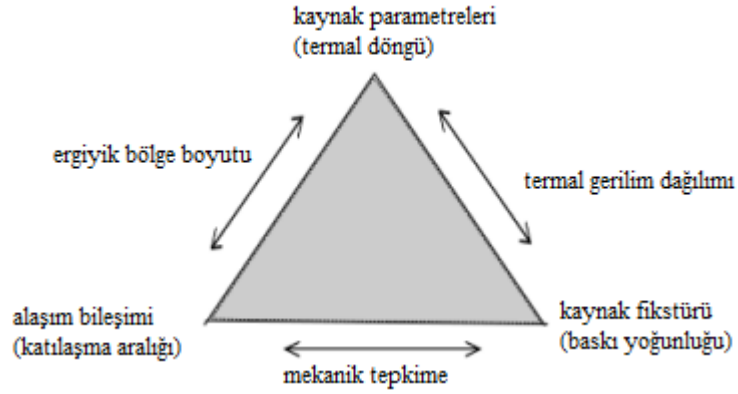 kaynak parametreleri
(termal döngü)
ergiyik bölge boyutu
termal gerilim dağılımı
alaşım bileşimi
(katılaşma aralığı)
kaynak fikstürü
(baskı yoğunluğu)
mekanik tepkime